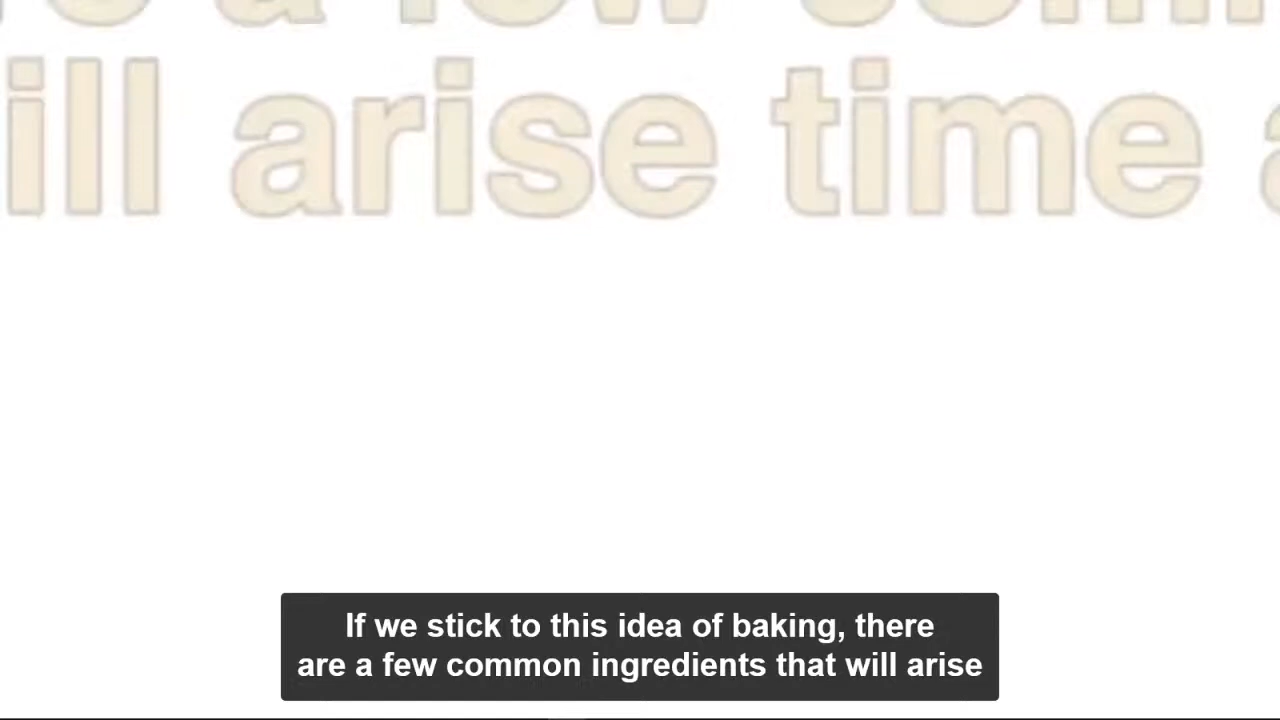 a few
ill arise time
If we stick to this idea of baking, there
are a few common ingredients that will arise